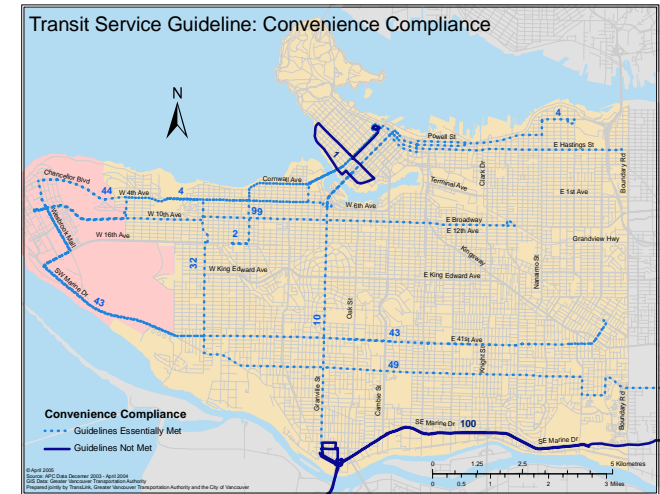 Transit Service Guideline: Convenience Compliance
N
4
Powell St
E Hastings St
1
Chancellor Blvd
44
W 4th Ave
4
Cornwall Ave
Terminal Ave
Clark Dr
Boundary Rd
E 1st Ave
99
W 6th Ave
W 10th Ave
E Broadway
E 12th Ave
Wesbrook Mall
W 16th Ave
2
Grandview Hwy
Kingsway
Nanaimo St
32
W King Edward Ave
E King Edward Ave
SW Marine Dr
43
10
Oak St
43
E 41st Ave
Knight St
49
Granville St
Cambie St
Boundary Rd
SE Marine Dr
100
SE Marine Dr
Convenience Compliance
Guidelines Essentially Met
Guidelines Not Met
©April 2005
Source: APC Data December 2003 - April 2004
GIS Data: Greater Vancouver Transportation Authority
Prepared jointly by TransLink, Greater Vancouver Transportation Authority and the City of Vancouver
0 1.25 2.5 5 Kilometres
0 0.5 1 2 3 Miles